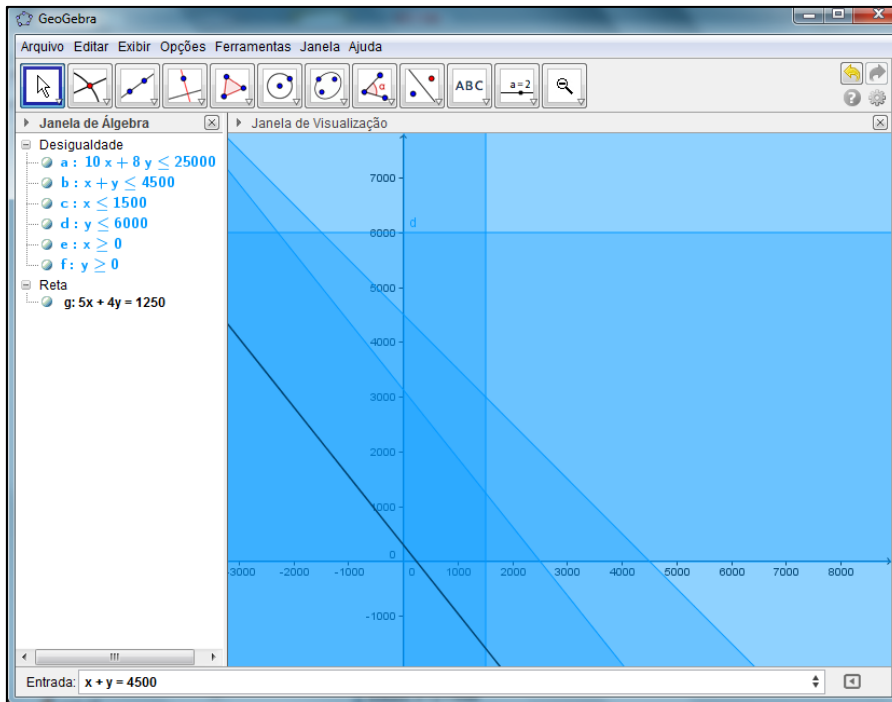 GeoGebra
Arquivo Editar Exibir Opções Ferramentas Janela Ajuda
ABC
a=2
Janela de Álgebra
Desigualdade
a : 10 x + 8 y ≤ 25000
b : x + y ≤ 4500
c : x ≤ 1500
d : y ≤ 6000
e : x ≥ 0
f : y ≥ 0
Reta
g: 5x + 4y = 1250
Janela de Visualização
7000
d
6000
5000
4000
3000
2000
1000
0
-3000 -2000 -1000 0 1000 2000 3000 4000 5000 6000 7000 8000
-1000
Entrada: x + y = 4500